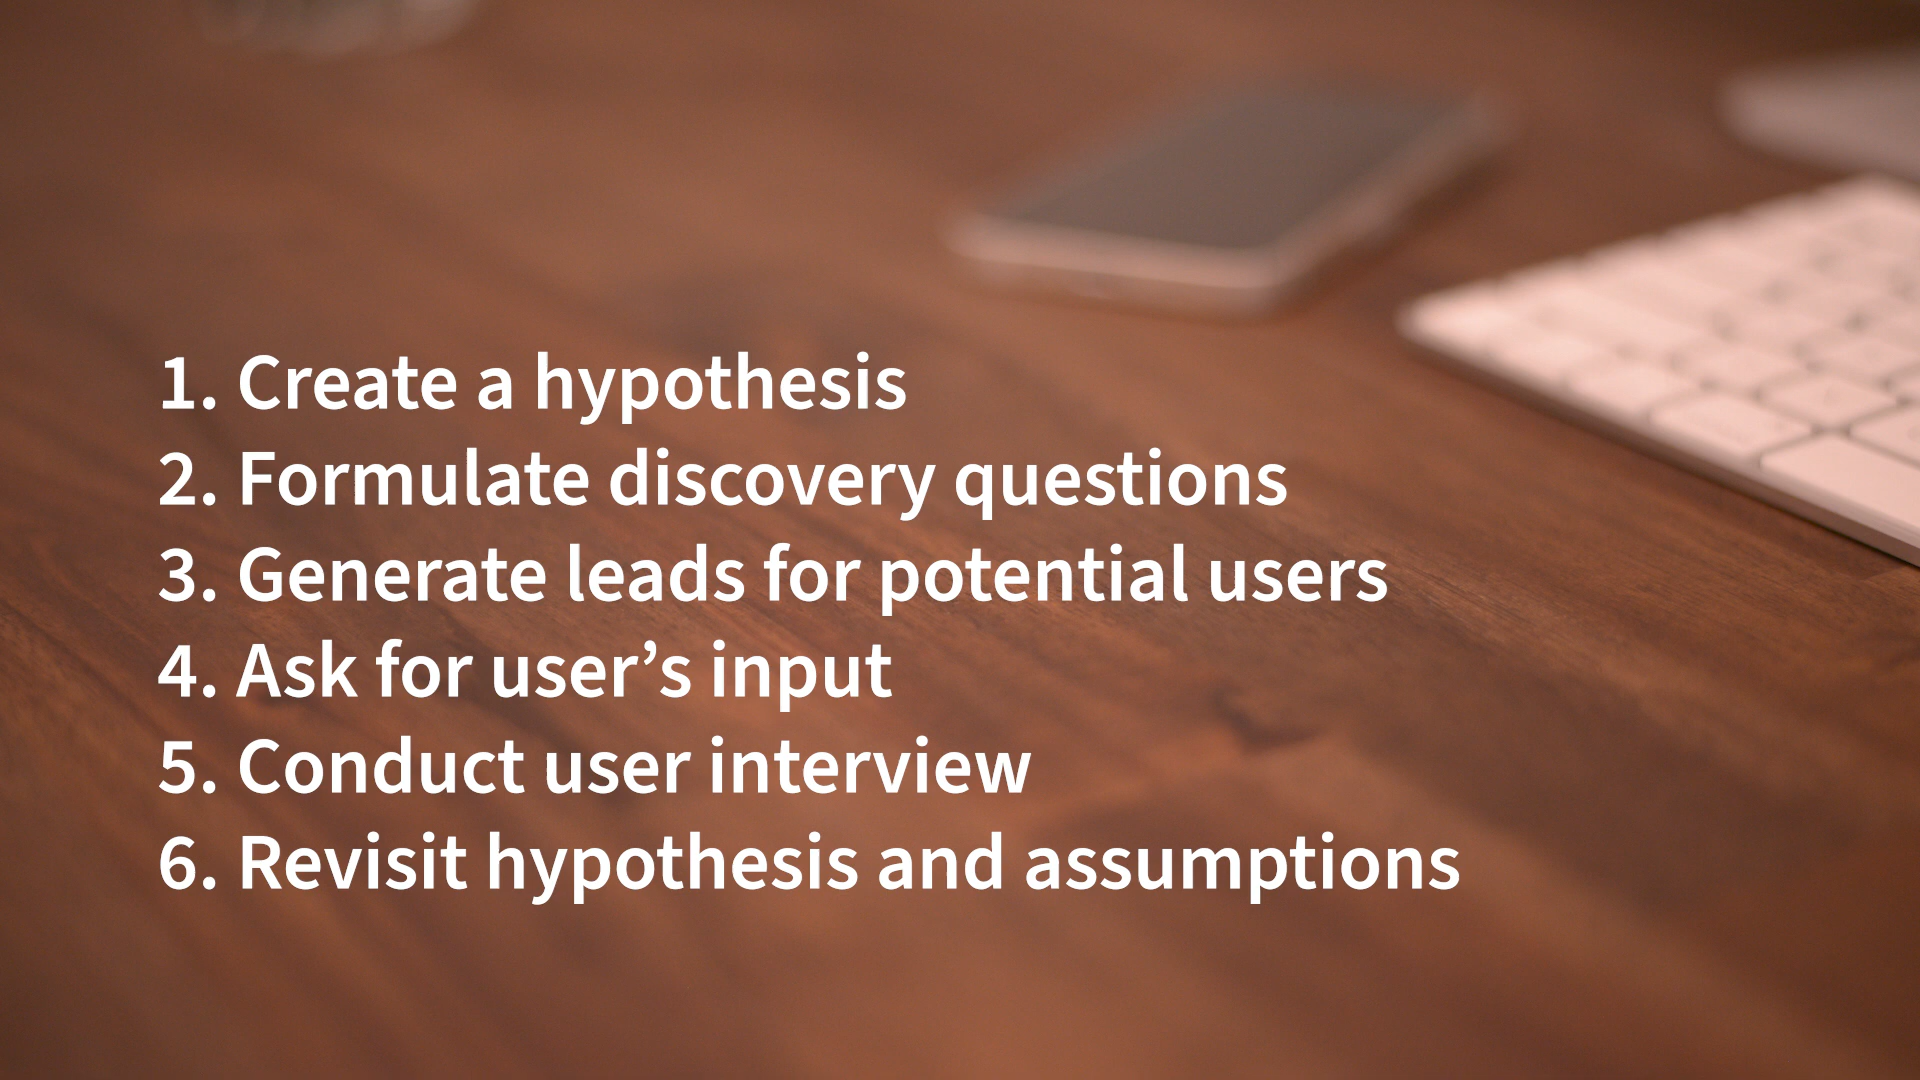 1. Create a hypothesis
2. Formulate discovery questions
3. Generate leads for potential users
4. Ask for user’s input
5. Conduct user interview
6. Revisit hypothesis and assumptions